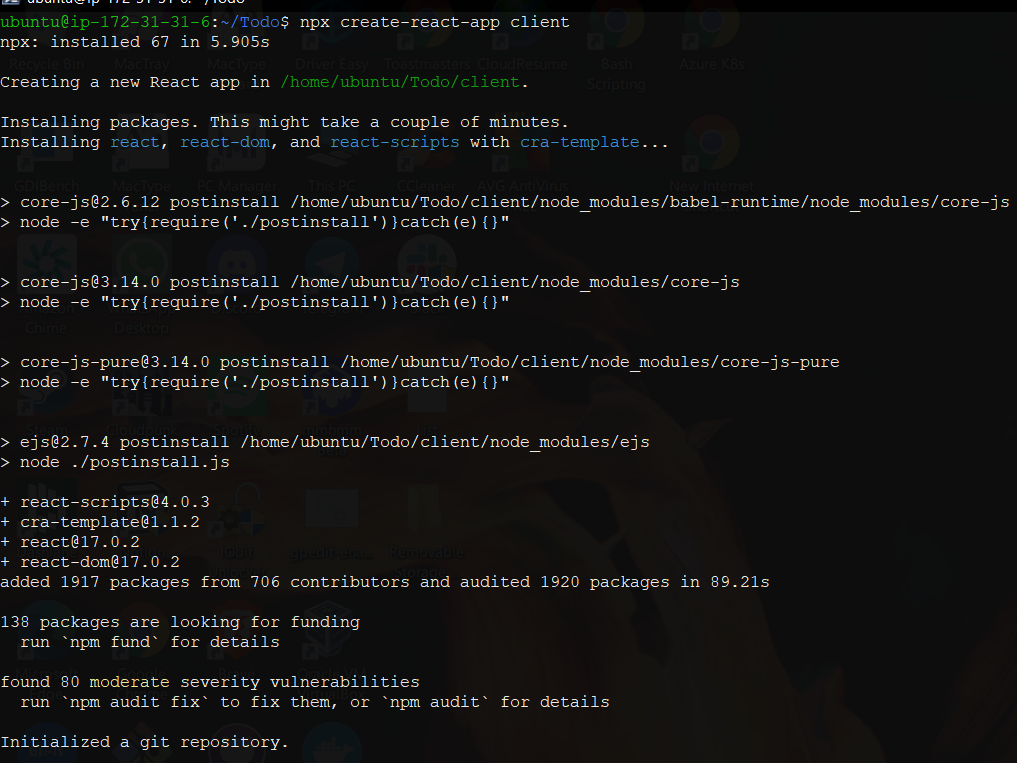 ubuntu@ip-172-31-31-6:~/Todo$ npx create-react-app client
npx: installed 67 in 5.905s
Creating a new React app in /home/ubuntu/Todo/client.
Installing packages. This might take a couple of minutes.
Installing react, react-dom, and react-scripts with cra-template...
> core-js@2.6.12 postinstall /home/ubuntu/Todo/client/node_modules/babel-runtime/node_modules/core-js
> node -e "try{require('./postinstall')}catch(e){}"
> core-js@3.14.0 postinstall /home/ubuntu/Todo/client/node_modules/core-js
> node -e "try{require('./postinstall')}catch(e){}"
> core-js-pure@3.14.0 postinstall /home/ubuntu/Todo/client/node_modules/core-js-pure
> node -e "try{require('./postinstall')}catch(e){}"
> ejs@2.7.4 postinstall /home/ubuntu/Todo/client/node_modules/ejs
> node ./postinstall.js
+ react-scripts@4.0.3
+ cra-template@1.1.2
+ react@17.0.2
+ react-dom@17.0.2
added 1917 packages from 706 contributors and audited 1920 packages in 89.21s
138 packages are looking for funding
run `npm fund` for details
found 80 moderate severity vulnerabilities
run `npm audit fix` to fix them, or `npm audit` for details
Initialized a git repository.